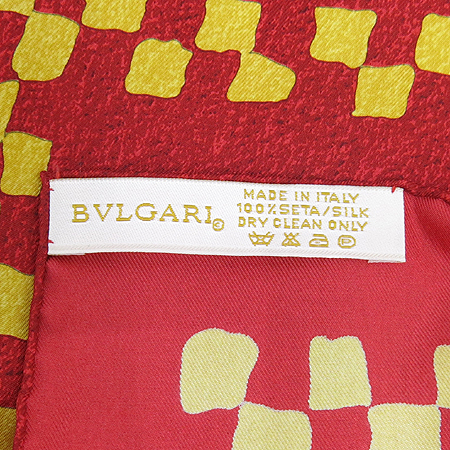 BVLGARI
MADE IN ITALY
100% SETA/SILK
DRY CLEAN ONLY
P